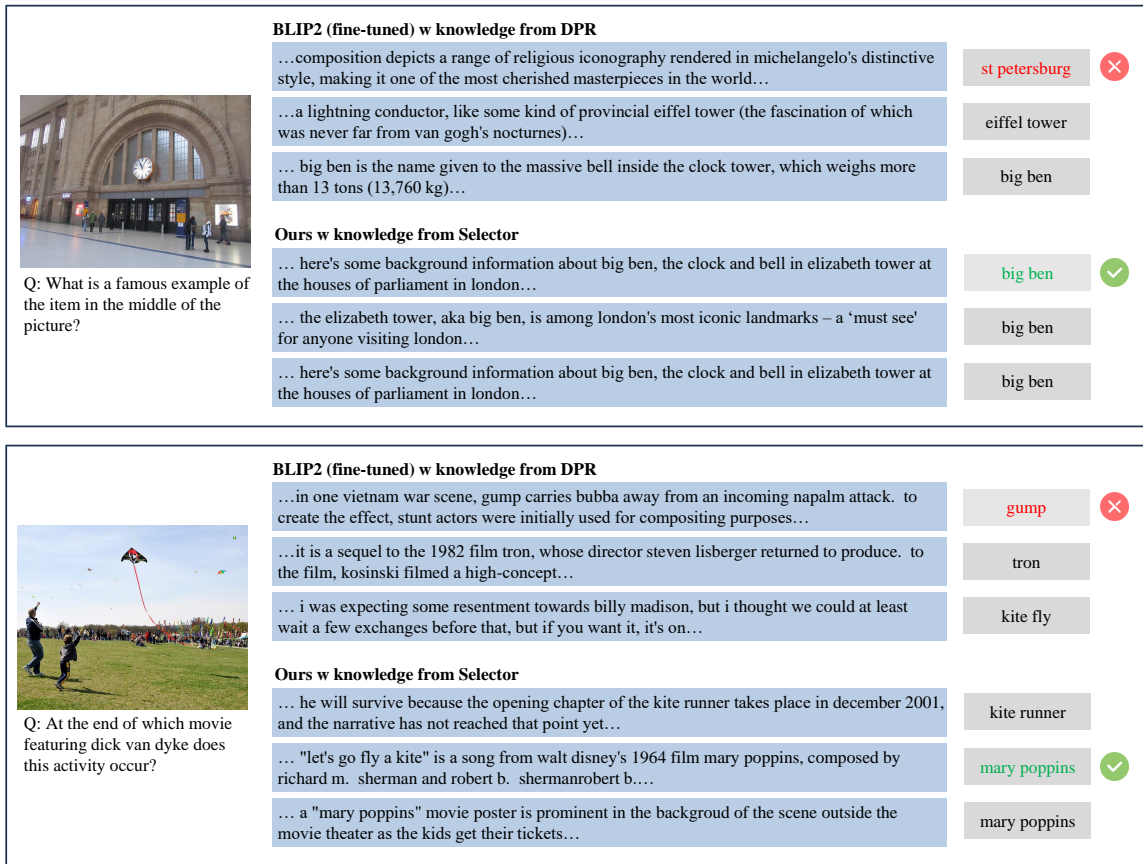 BLIP2 (fine-tuned) w knowledge from DPR
…composition depicts a range of religious iconography rendered in michelangelo's distinctive
style, making it one of the most cherished masterpieces in the world…
st petersburg
…a lightning conductor, like some kind of provincial eiffel tower (the fascination of which
was never far from van gogh's nocturnes)…
eiffel tower
… big ben is the name given to the massive bell inside the clock tower, which weighs more
than 13 tons (13,760 kg)…
big ben
Q: What is a famous example of
the item in the middle of the
picture?
Ours w knowledge from Selector
… here's some background information about big ben, the clock and bell in elizabeth tower at
the houses of parliament in london…
big ben
… the elizabeth tower, aka big ben, is among london's most iconic landmarks – a ‘must see'
for anyone visiting london…
big ben
… here's some background information about big ben, the clock and bell in elizabeth tower at
the houses of parliament in london…
big ben
BLIP2 (fine-tuned) w knowledge from DPR
…in one vietnam war scene, gump carries bubba away from an incoming napalm attack.  to
create the effect, stunt actors were initially used for compositing purposes…
gump
…it is a sequel to the 1982 film tron, whose director steven lisberger returned to produce.  to
the film, kosinski filmed a high-concept…
tron
… i was expecting some resentment towards billy madison, but i thought we could at least
wait a few exchanges before that, but if you want it, it's on…
kite fly
Q: At the end of which movie
featuring dick van dyke does
this activity occur?
Ours w knowledge from Selector
… he will survive because the opening chapter of the kite runner takes place in december 2001,
and the narrative has not reached that point yet…
kite runner
… "let's go fly a kite" is a song from walt disney's 1964 film mary poppins, composed by
richard m.  sherman and robert b.  shermanrobert b.…
mary poppins
… a "mary poppins" movie poster is prominent in the backgroud of the scene outside the
movie theater as the kids get their tickets…
mary poppins